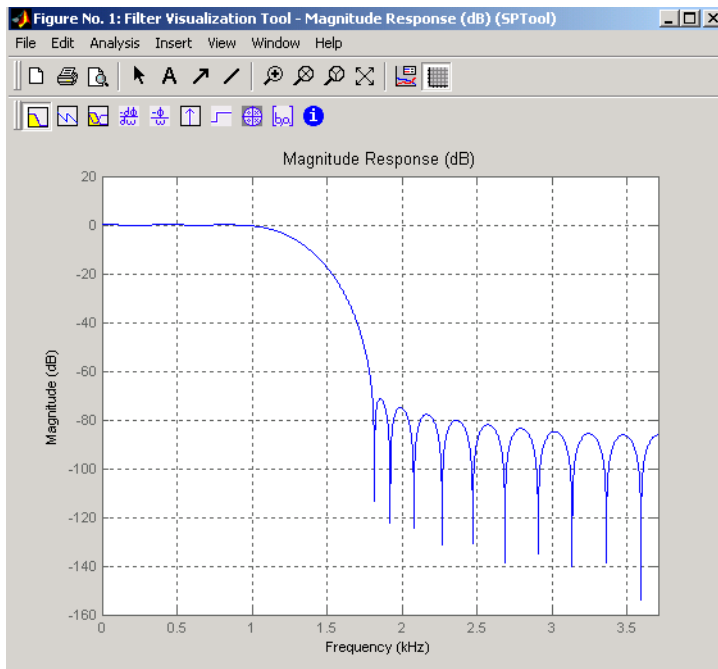 Figure No. 1: Filter Visualization Tool - Magnitude Response (dB) (SPTool)
File Edit Analysis Insert View Window Help
A
[b,a]
i
Magnitude Response (dB)
20
0
-20
-40
-60
-80
-100
-120
-140
-160
Magnitude (dB)
0 0.5 1 1.5 2 2.5 3 3.5
Frequency (kHz)